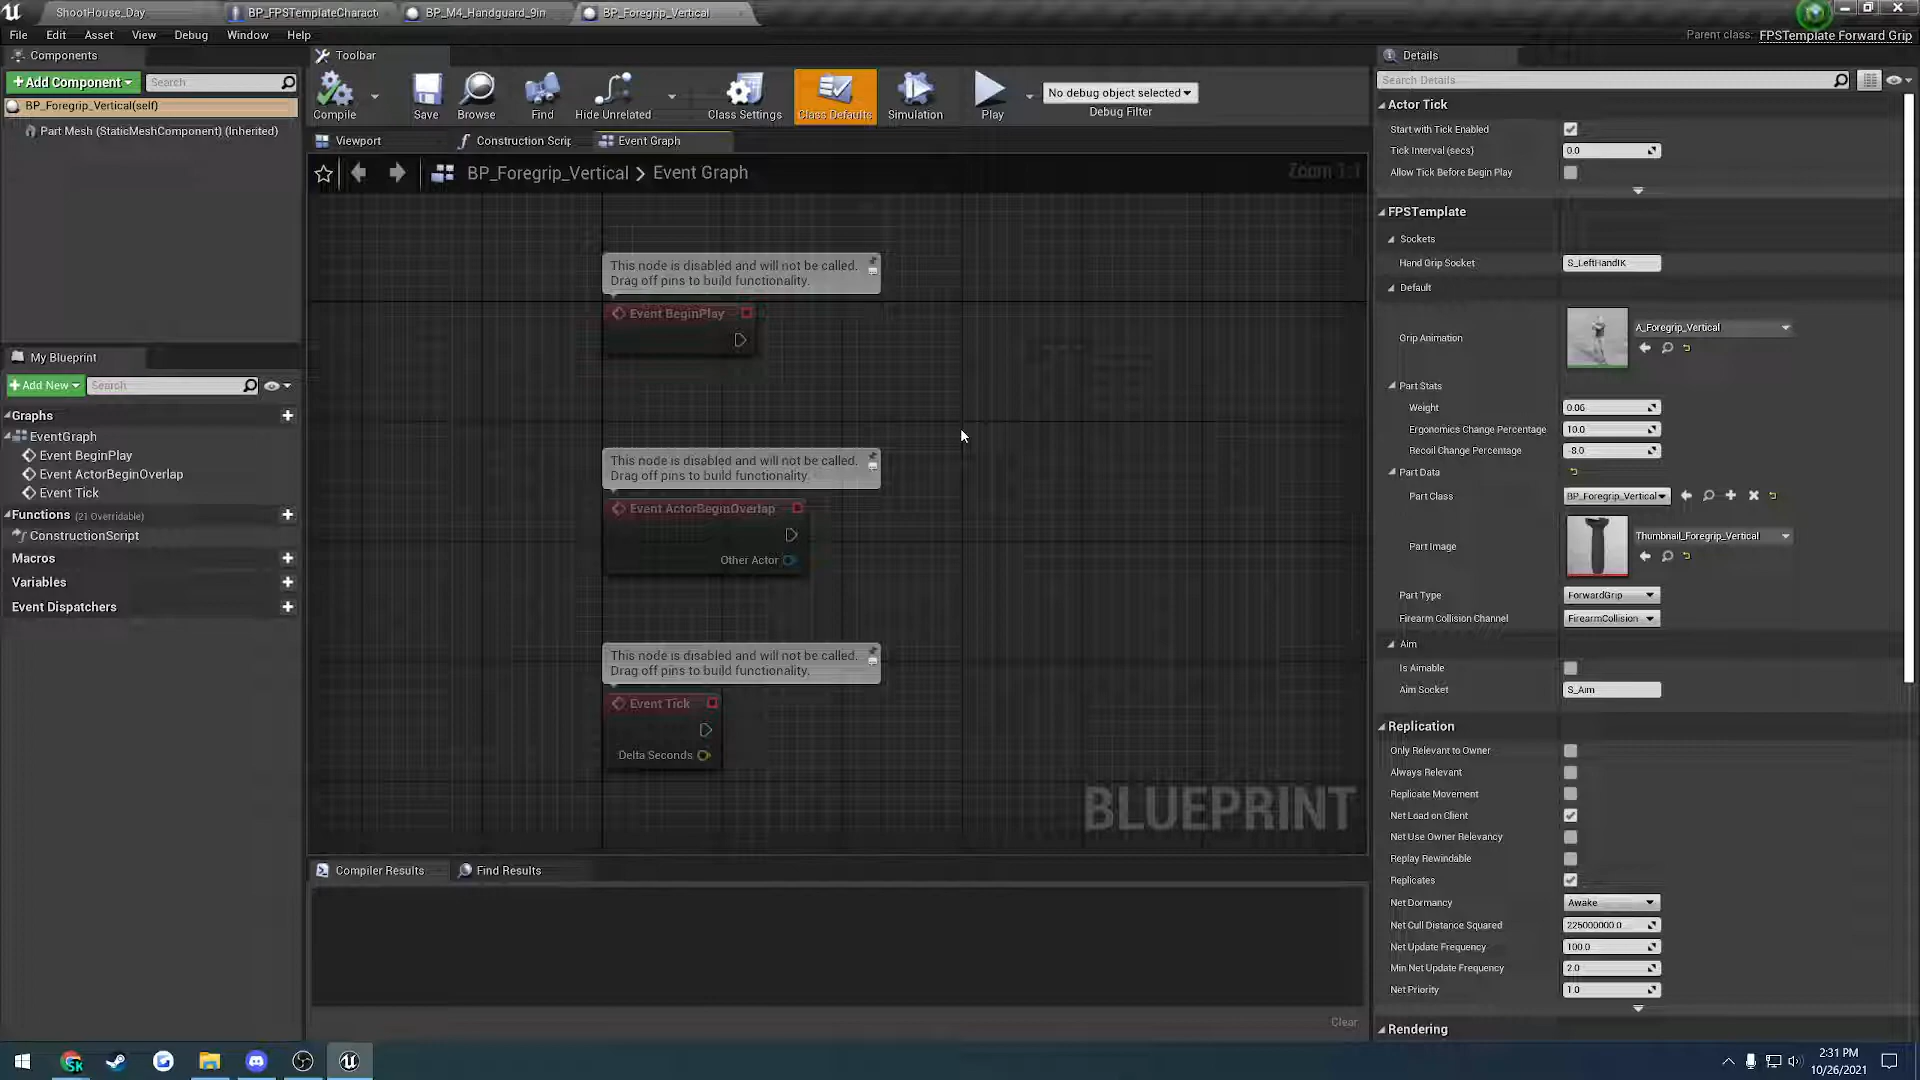 ShootHouse_Day
BP_FPSTemplateCharact
BP_M4_Handguard_9in
BP_Foregrip_Vertical
File Edit Asset View Debug Window Help
Parent class: FPSTemplate Forward Grip
Components
+Add Component
Search
BP_Foregrip_Vertical(self)
Part Mesh (StaticMeshComponent) (Inherited)
My Blueprint
+Add New
Search
Graphs
EventGraph
Event BeginPlay
Event ActorBeginOverlap
Event Tick
Functions (21 Overridable)
ConstructionScript
Macros
Variables
Event Dispatchers
Toolbar
Compile
Save
Browse
Find
Hide Unrelated
Class Settings
Class Defaults
Simulation
Play
No debug object selected
Debug Filter
Viewport
Construction Scrip
Event Graph
BP_Foregrip_Vertical > Event Graph
Zoom 1:1
This node is disabled and will not be called.
Drag off pins to build functionality.
Event BeginPlay
This node is disabled and will not be called.
Drag off pins to build functionality.
Event ActorBeginOverlap
Other Actor
This node is disabled and will not be called.
Drag off pins to build functionality.
Event Tick
Delta Seconds
BLUEPRINT
Compiler Results
Find Results
Clear
Details
Search Details
Actor Tick
Start with Tick Enabled
Tick Interval (secs) 0.0
Allow Tick Before Begin Play
FPSTemplate
Sockets
Hand Grip Socket S_LeftHandIK
Default
Grip Animation A_Foregrip_Vertical
Part Stats
Weight 0.06
Ergonomics Change Percentage 10.0
Recoil Change Percentage -8.0
Part Data
Part Class BP_Foregrip_Vertical
Part Image Thumbnail_Foregrip_Vertical
Part Type ForwardGrip
Firearm Collision Channel FirearmCollision
Aim
Is Aimable
Aim Socket S_Aim
Replication
Only Relevant to Owner
Always Relevant
Replicate Movement
Net Load on Client
Net Use Owner Relevancy
Replay Rewindable
Replicates
Net Dormancy Awake
Net Cull Distance Squared 225000000.0
Net Update Frequency 100.0
Min Net Update Frequency 2.0
Net Priority 1.0
Rendering
Sk
2:31 PM
10/26/2021